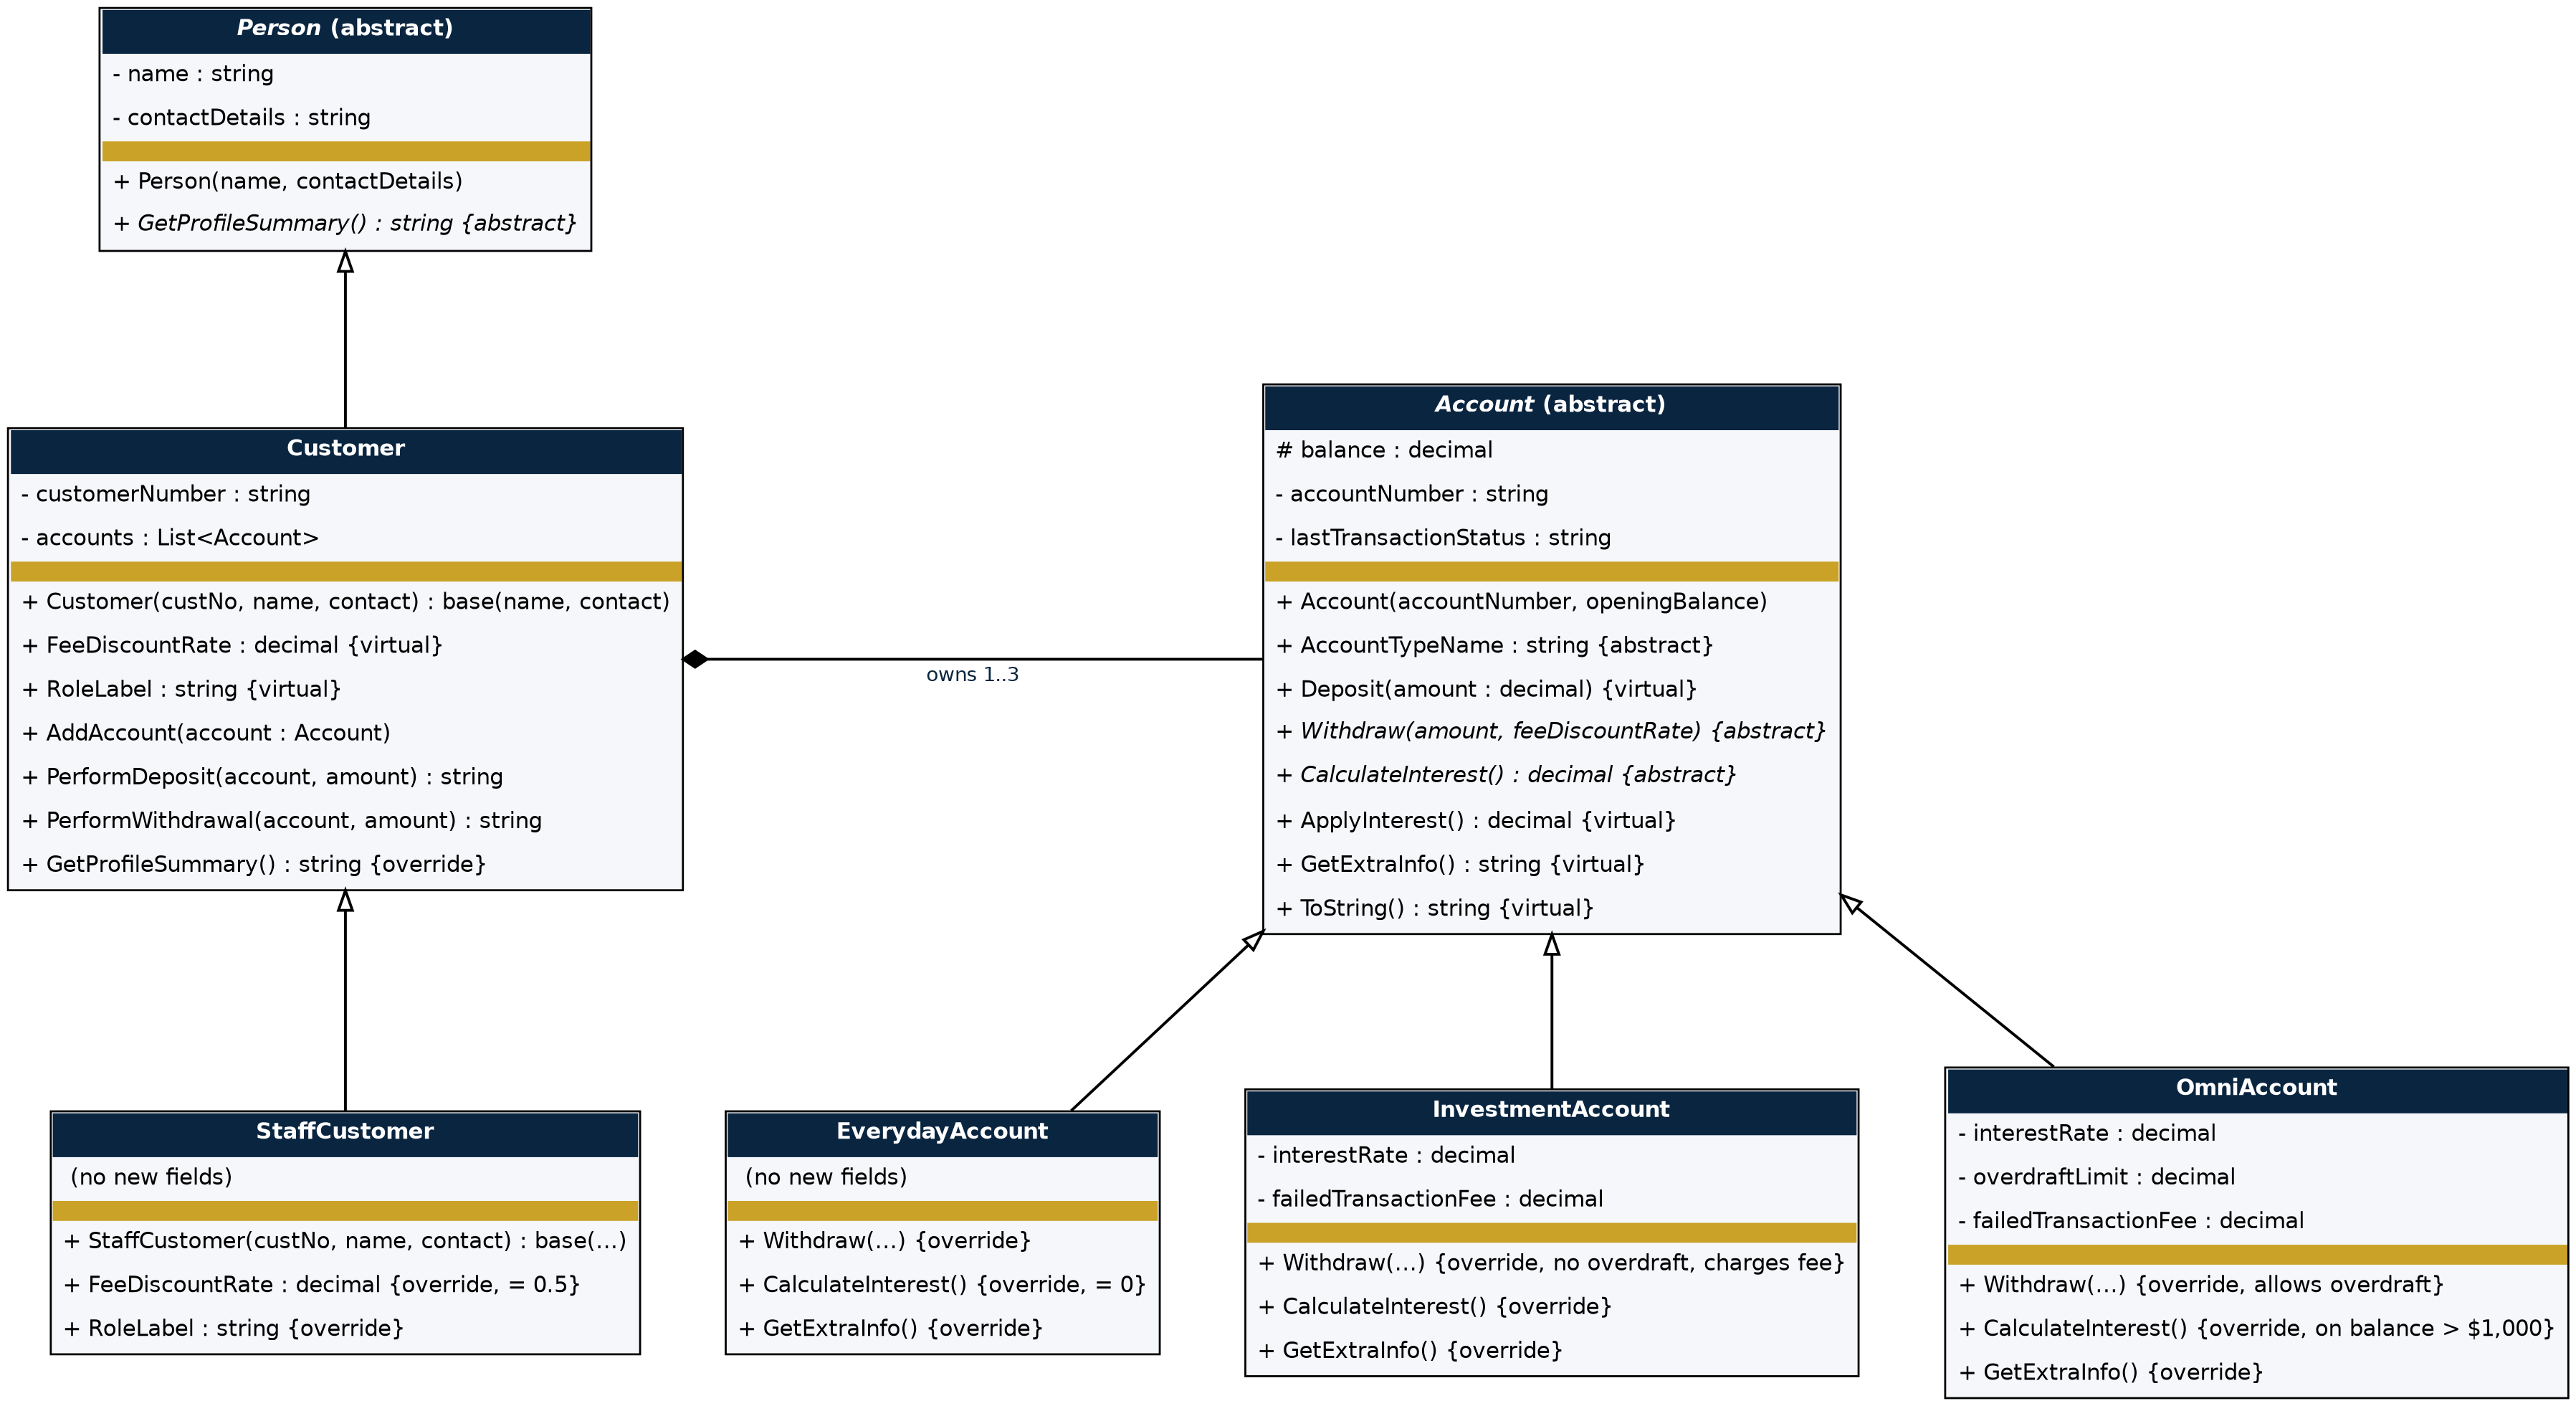 Person (abstract)
- name : string
- contactDetails : string
+ Person(name, contactDetails)
+ GetProfileSummary() : string {abstract}
Customer
- customerNumber : string
- accounts : List<Account>
+ Customer(custNo, name, contact) : base(name, contact)
+ FeeDiscountRate : decimal {virtual}
+ RoleLabel : string {virtual}
+ AddAccount(account : Account)
+ PerformDeposit(account, amount) : string
+ PerformWithdrawal(account, amount) : string
+ GetProfileSummary() : string {override}
owns 1..3
Account (abstract)
# balance : decimal
- accountNumber : string
- lastTransactionStatus : string
+ Account(accountNumber, openingBalance)
+ AccountTypeName : string {abstract}
+ Deposit(amount : decimal) {virtual}
+ Withdraw(amount, feeDiscountRate) {abstract}
+ CalculateInterest() : decimal {abstract}
+ ApplyInterest() : decimal {virtual}
+ GetExtraInfo() : string {virtual}
+ ToString() : string {virtual}
StaffCustomer
(no new fields)
+ StaffCustomer(custNo, name, contact) : base(...)
+ FeeDiscountRate : decimal {override, = 0.5}
+ RoleLabel : string {override}
EverydayAccount
(no new fields)
+ Withdraw(...) {override}
+ CalculateInterest() {override, = 0}
+ GetExtraInfo() {override}
InvestmentAccount
- interestRate : decimal
- failedTransactionFee : decimal
+ Withdraw(...) {override, no overdraft, charges fee}
+ CalculateInterest() {override}
+ GetExtraInfo() {override}
OmniAccount
- interestRate : decimal
- overdraftLimit : decimal
- failedTransactionFee : decimal
+ Withdraw(...) {override, allows overdraft}
+ CalculateInterest() {override, on balance > $1,000}
+ GetExtraInfo() {override}